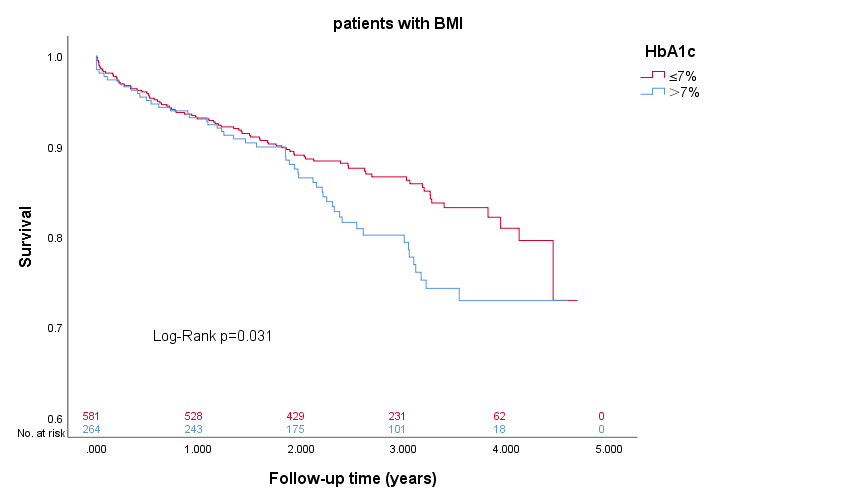 patients with BMI
HbA1c
≤7%
>7%
1.0
0.9
0.8
0.7
0.6
Survival
Log-Rank p=0.031
581 528 429 231 62 0
No. at risk 264 243 175 101 18 0
.000 1.000 2.000 3.000 4.000 5.000
Follow-up time (years)